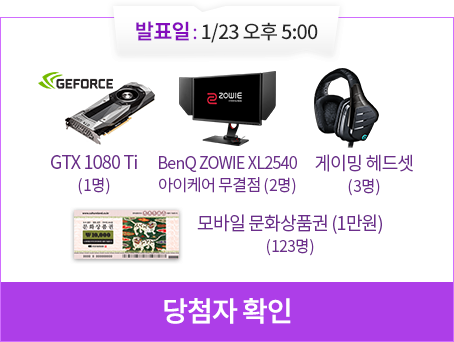 발표일 : 1/23 오후 5:00
GEFORCE
ZOWIE
GTX 1080 Ti
(1명)
BenQ ZOWIE XL2540
아이케어 무결점 (2명)
게이밍 헤드셋
(3명)
문화상품권
₩10,000
모바일 문화상품권 (1만원)
(123명)
당첨자 확인